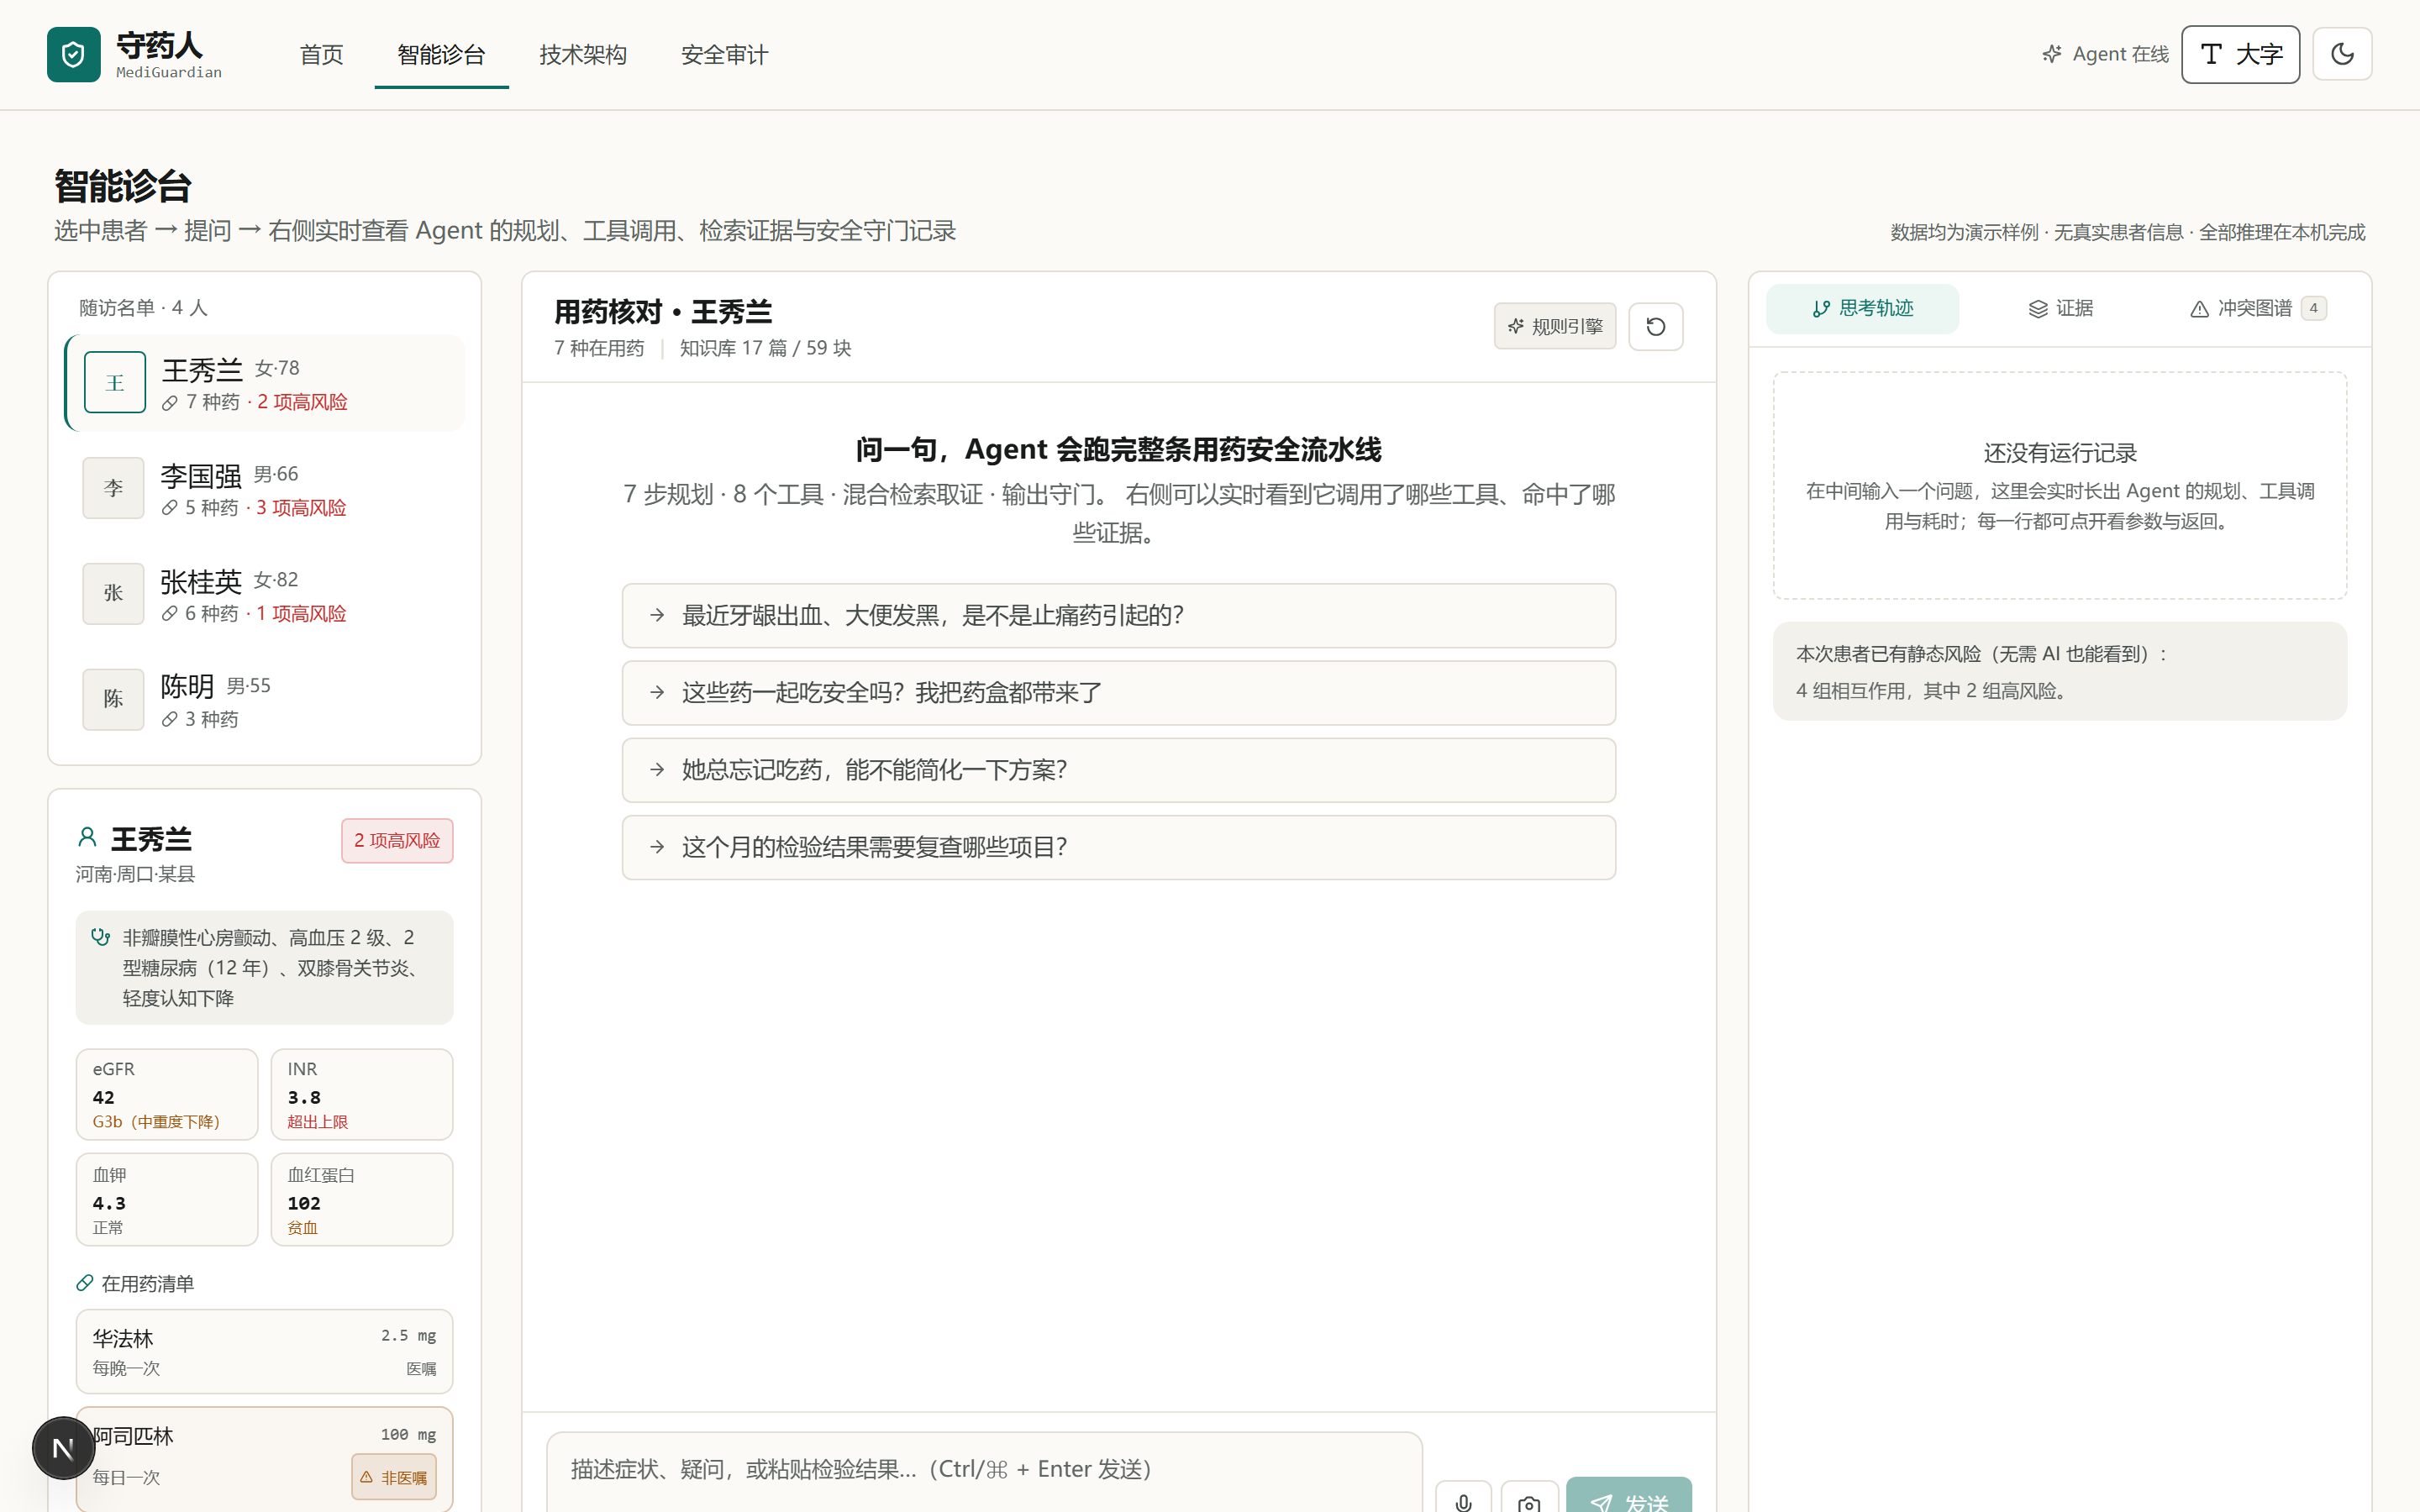 守药人
MediGuardian
首页
智能诊台
技术架构
安全审计
Agent 在线
大字
智能诊台
选中患者 → 提问 → 右侧实时查看 Agent 的规划、工具调用、检索证据与安全守门记录
数据均为演示样例 · 无真实患者信息 · 全部推理在本机完成
随访名单 · 4 人
王
王秀兰 女·78
7 种药 · 2 项高风险
李
李国强 男·66
5 种药 · 3 项高风险
张
张桂英 女·82
6 种药 · 1 项高风险
陈
陈明 男·55
3 种药
王秀兰
2 项高风险
河南·周口·某县
非瓣膜性心房颤动、高血压 2 级、2
型糖尿病（12 年）、双膝骨关节炎、
轻度认知下降
eGFR
42
G3b（中重度下降）
INR
3.8
超出上限
血钾
4.3
正常
血红蛋白
102
贫血
在用药清单
华法林
2.5 mg
每晚一次
医嘱
阿司匹林
100 mg
每日一次
非医嘱
N
用药核对 • 王秀兰
7 种在用药 | 知识库 17 篇 / 59 块
规则引擎
问一句，Agent 会跑完整条用药安全流水线
7 步规划 · 8 个工具 · 混合检索取证 · 输出守门。 右侧可以实时看到它调用了哪些工具、命中了哪
些证据。
→ 最近牙龈出血、大便发黑，是不是止痛药引起的？
→ 这些药一起吃安全吗？我把药盒都带来了
→ 她总忘记吃药，能不能简化一下方案？
→ 这个月的检验结果需要复查哪些项目？
描述症状、疑问，或粘贴检验结果…（Ctrl/⌘ + Enter 发送）
发送
思考轨迹
证据
冲突图谱 4
还没有运行记录
在中间输入一个问题，这里会实时长出 Agent 的规划、工具调
用与耗时；每一行都可点开看参数与返回。
本次患者已有静态风险（无需 AI 也能看到）：
4 组相互作用，其中 2 组高风险。